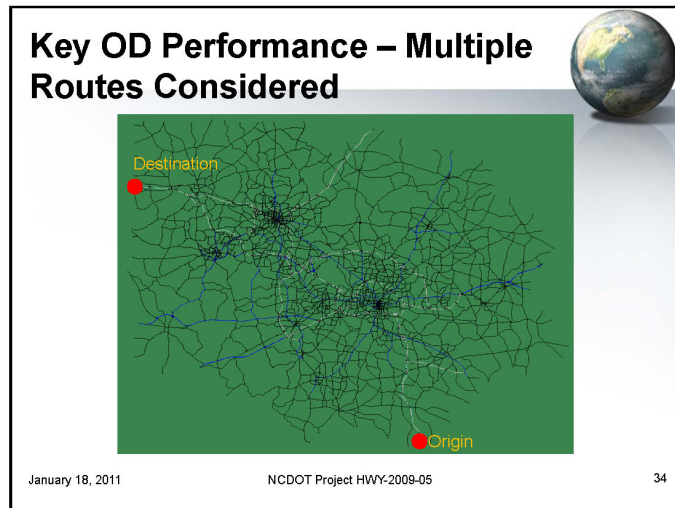 Key OD Performance – Multiple
Routes Considered
Destination
Origin
January 18, 2011
NCDOT Project HWY-2009-05
34